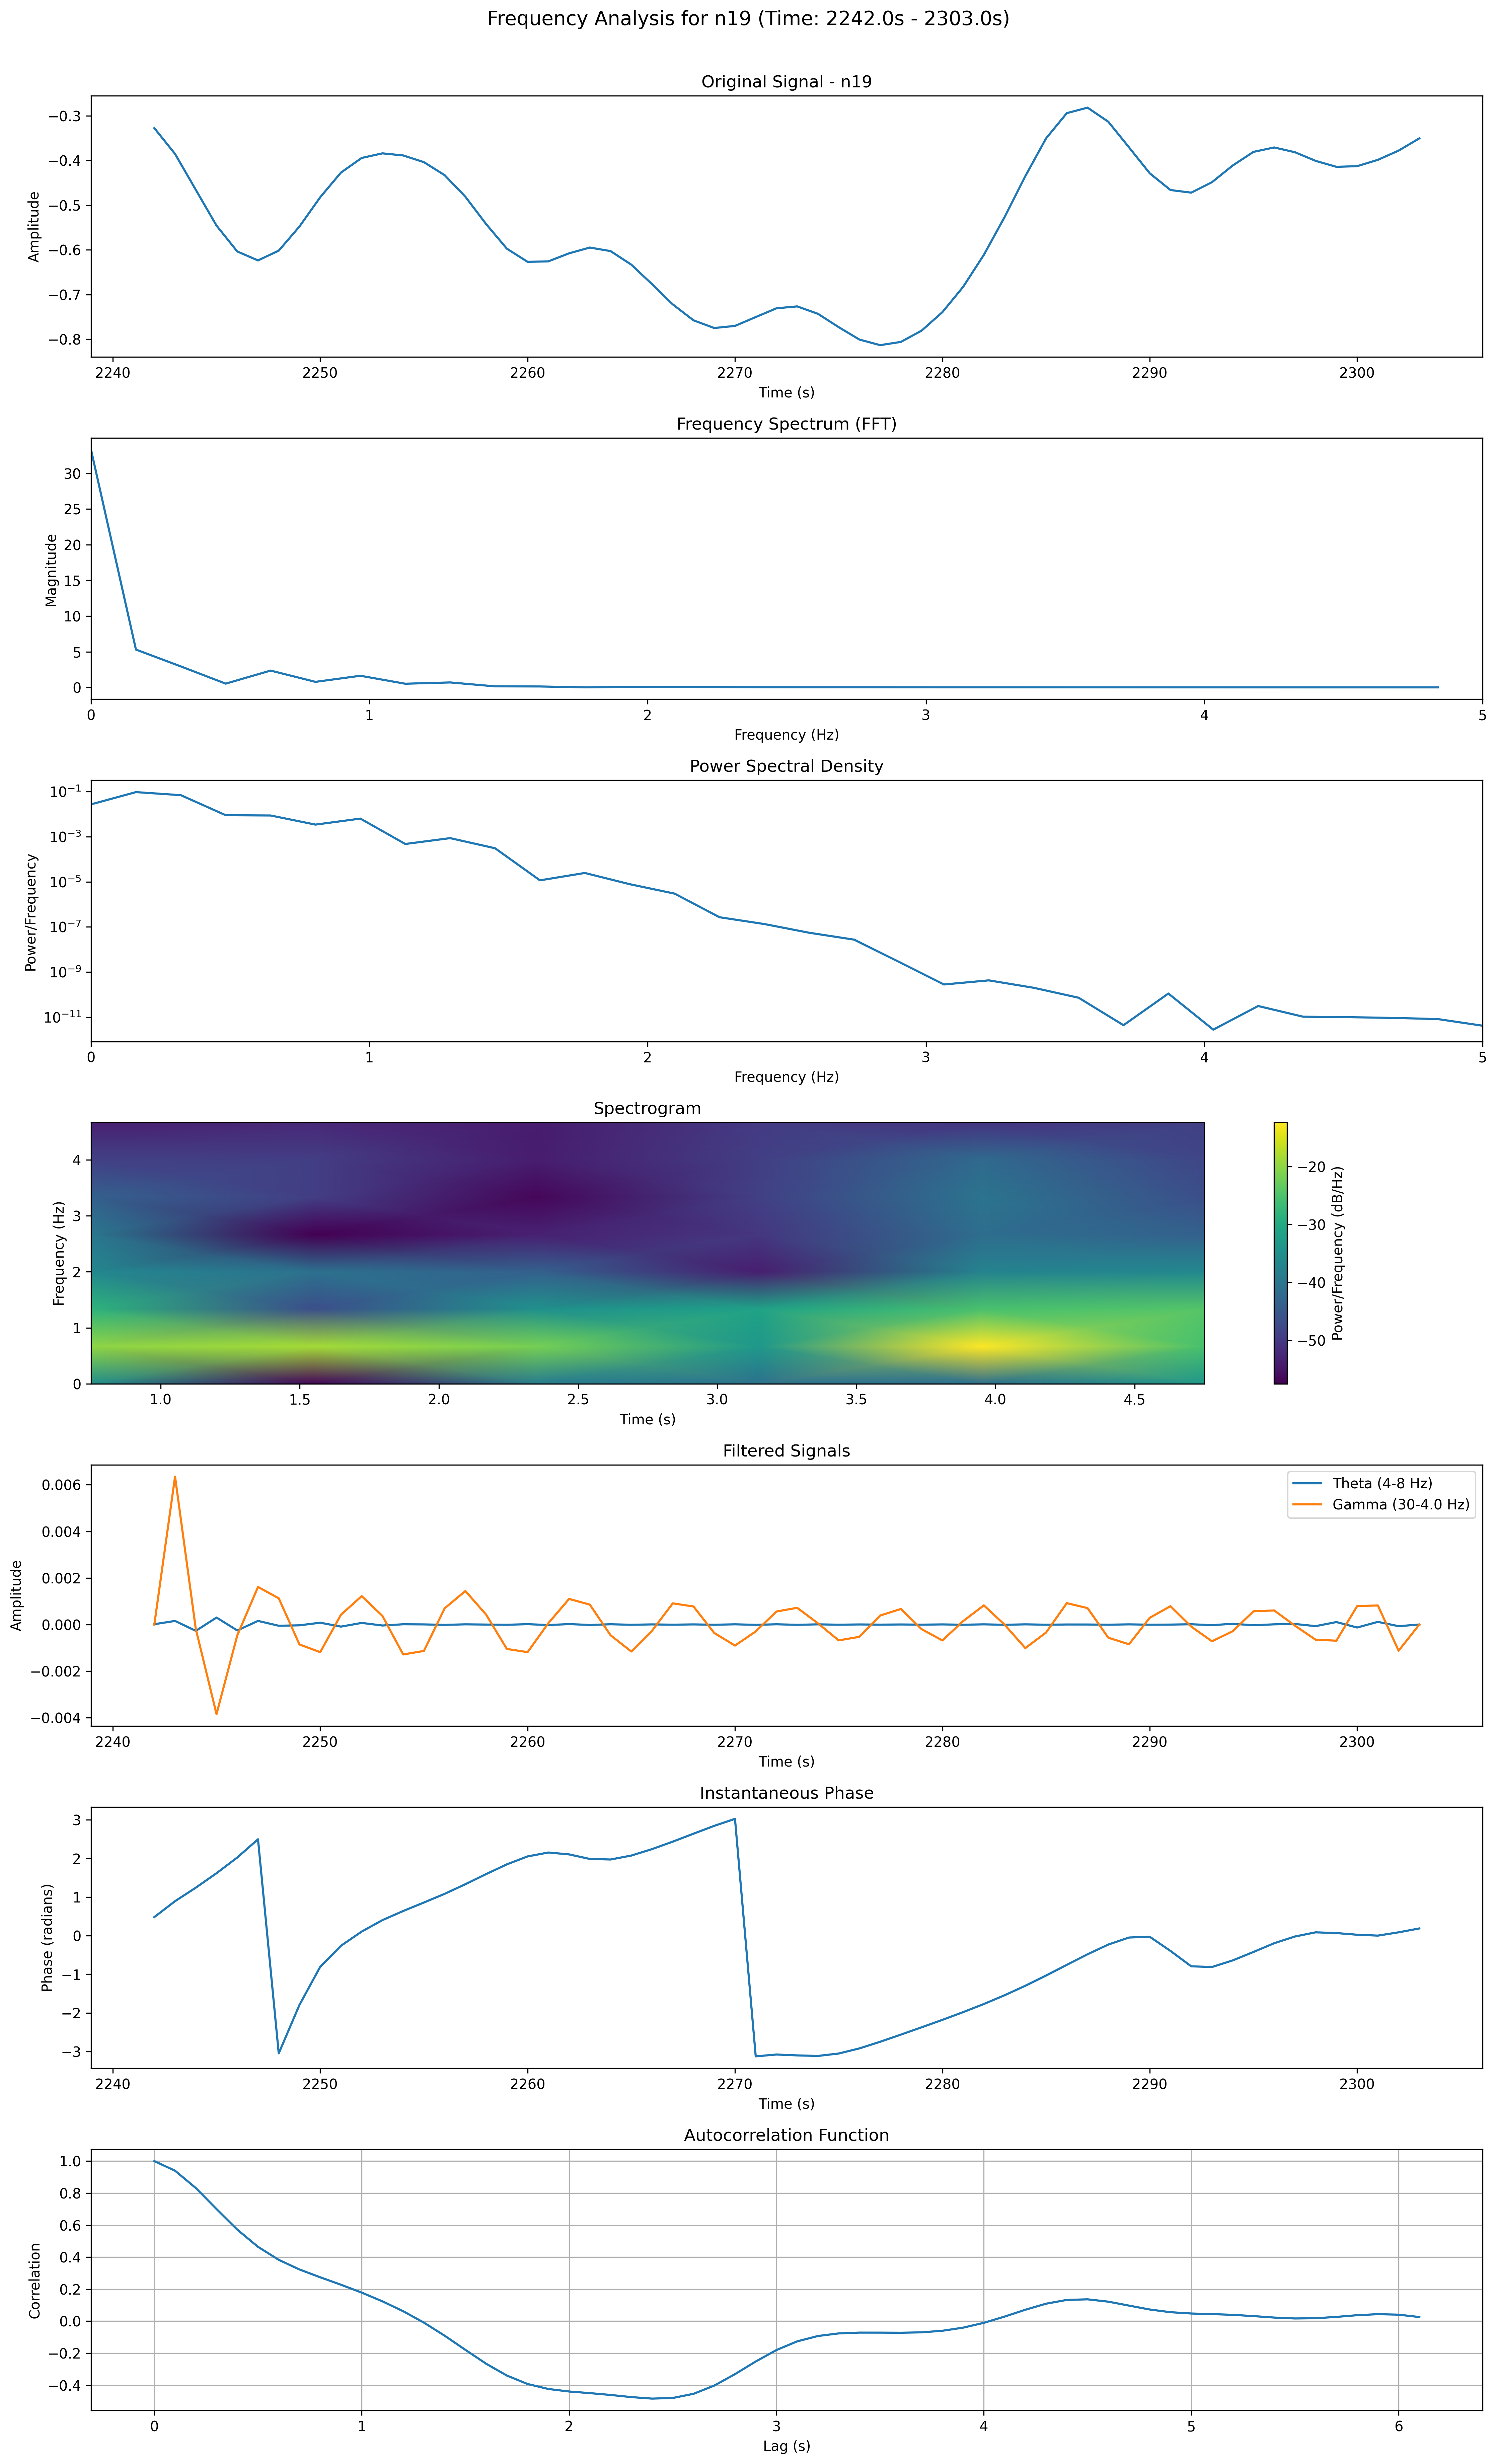 Frequency Analysis for n19 (Time: 2242.0s - 2303.0s)
Original Signal - n19
Amplitude
−0.3
−0.4
−0.5
−0.6
−0.7
−0.8
2240 2250 2260 2270 2280 2290 2300
Time (s)
Frequency Spectrum (FFT)
Magnitude
30
25
20
15
10
5
0
0 1 2 3 4 5
Frequency (Hz)
Power Spectral Density
Power/Frequency
10⁻¹
10⁻³
10⁻⁵
10⁻⁷
10⁻⁹
10⁻¹¹
0 1 2 3 4 5
Frequency (Hz)
Spectrogram
Frequency (Hz)
4
3
2
1
0
1.0 1.5 2.0 2.5 3.0 3.5 4.0 4.5
Time (s)
−20
−30
−40
−50
Power/Frequency (dB/Hz)
Filtered Signals
Amplitude
0.006
0.004
0.002
0.000
−0.002
−0.004
Theta (4-8 Hz)
Gamma (30-4.0 Hz)
2240 2250 2260 2270 2280 2290 2300
Time (s)
Instantaneous Phase
Phase (radians)
3
2
1
0
−1
−2
−3
2240 2250 2260 2270 2280 2290 2300
Time (s)
Autocorrelation Function
Correlation
1.0
0.8
0.6
0.4
0.2
0.0
−0.2
−0.4
0 1 2 3 4 5 6
Lag (s)